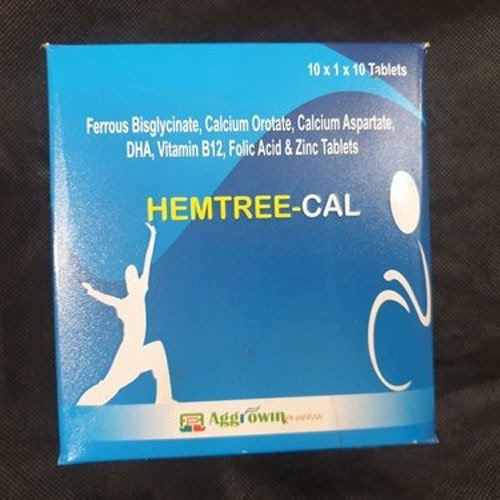 10 x 1 x 10 Tablets
Ferrous Bisglycinate, Calcium Orotate, Calcium Aspartate,
DHA, Vitamin B12, Folic Acid & Zinc Tablets
HEMTREE-CAL
Aggrowin PHARMA